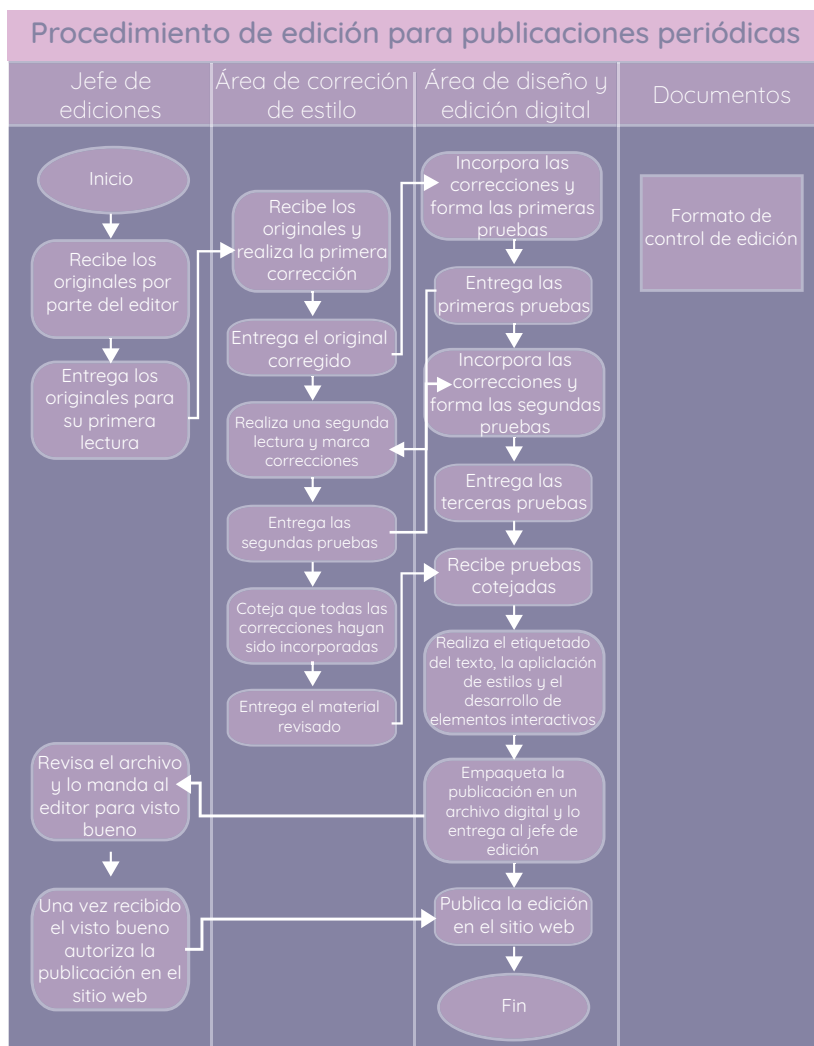 Procedimiento de edición para publicaciones periódicas
Jefe de
ediciones
Área de correción
de estilo
Área de diseño y
edición digital
Documentos
Inicio
Recibe los
originales por
parte del editor
Entrega los
originales para
su primera
lectura
Revisa el archivo
y lo manda al
editor para visto
bueno
Una vez recibido
el visto bueno
autoriza la
publicación en el
sitio web
Recibe los
originales y
realiza la primera
corrección
Entrega el original
corregido
Realiza una segunda
lectura y marca
correcciones
Entrega las
segundas pruebas
Coteja que todas las
correcciones hayan
sido incorporadas
Entrega el material
revisado
Incorpora las
correcciones y
forma las primeras
pruebas
Entrega las
primeras pruebas
Incorpora las
correcciones y
forma las segundas
pruebas
Entrega las
terceras pruebas
Recibe pruebas
cotejadas
Realiza el etiquetado
del texto, la apliclación
de estilos y el
desarrollo de
elementos interactivos
Empaqueta la
publicación en un
archivo digital y lo
entrega al jefe de
edición
Publica la edición
en el sitio web
Fin
Formato de
control de edición